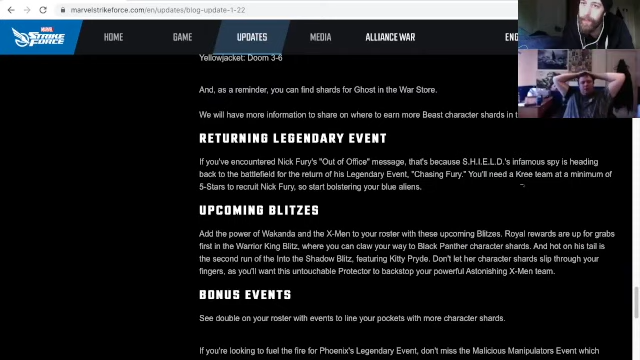 marvelstrikeforce.com/en/updates/blog-update-1-22
MARVEL
STRIKE FORCE
HOME
GAME
UPDATES
MEDIA
ALLIANCE WAR
ENG
Yellowjacket: Doom 3-6
And, as a reminder, you can find shards for Ghost in the War Store.
We will have more information to share on where to earn more Beast character shards in t
RETURNING LEGENDARY EVENT
If you've encountered Nick Fury's "Out of Office" message, that's because S.H.I.E.L.D.'s infamous spy is heading
back to the battlefield for the return of his Legendary Event, "Chasing Fury." You'll need a Kree team at a minimum of
5-Stars to recruit Nick Fury, so start bolstering your blue aliens.
UPCOMING BLITZES
Add the power of Wakanda and the X-Men to your roster with these upcoming Blitzes. Royal rewards are up for grabs
first in the Warrior King Blitz, where you can claw your way to Black Panther character shards. And hot on his tail is
the second run of the Into the Shadow Blitz, featuring Kitty Pryde. Don't let her character shards slip through your
fingers, as you'll want this untouchable Protector to backstop your powerful Astonishing X-Men team.
BONUS EVENTS
See double on your roster with events to line your pockets with more character shards.
If you're looking to fuel the fire for Phoenix's Legendary Event, don't miss the Malicious Manipulators Event which